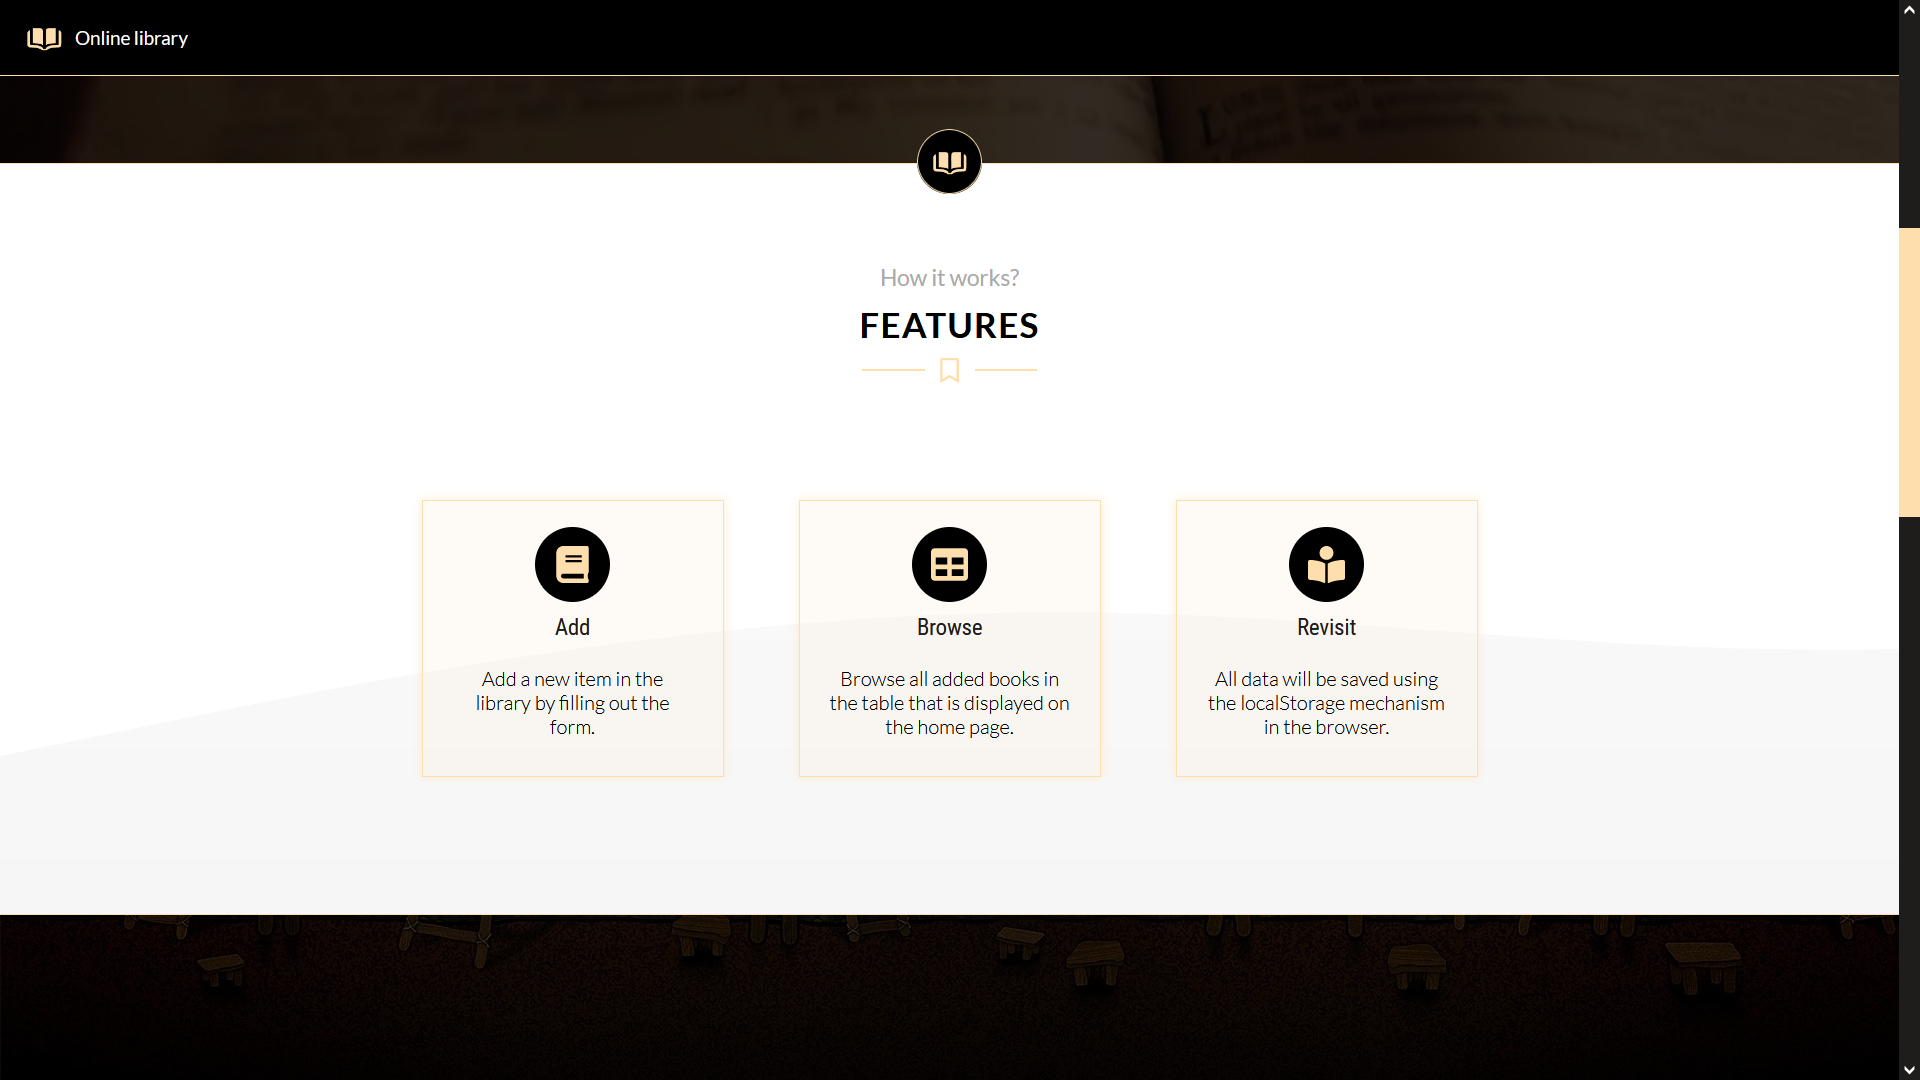 Online library
How it works?
FEATURES
Add
Add a new item in the
library by filling out the
form.
Browse
Browse all added books in
the table that is displayed on
the home page.
Revisit
All data will be saved using
the localStorage mechanism
in the browser.